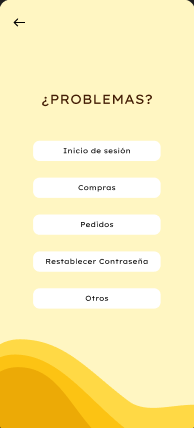 ¿PROBLEMAS?
Inicio de sesión
Compras
Pedidos
Restablecer Contraseña
Otros